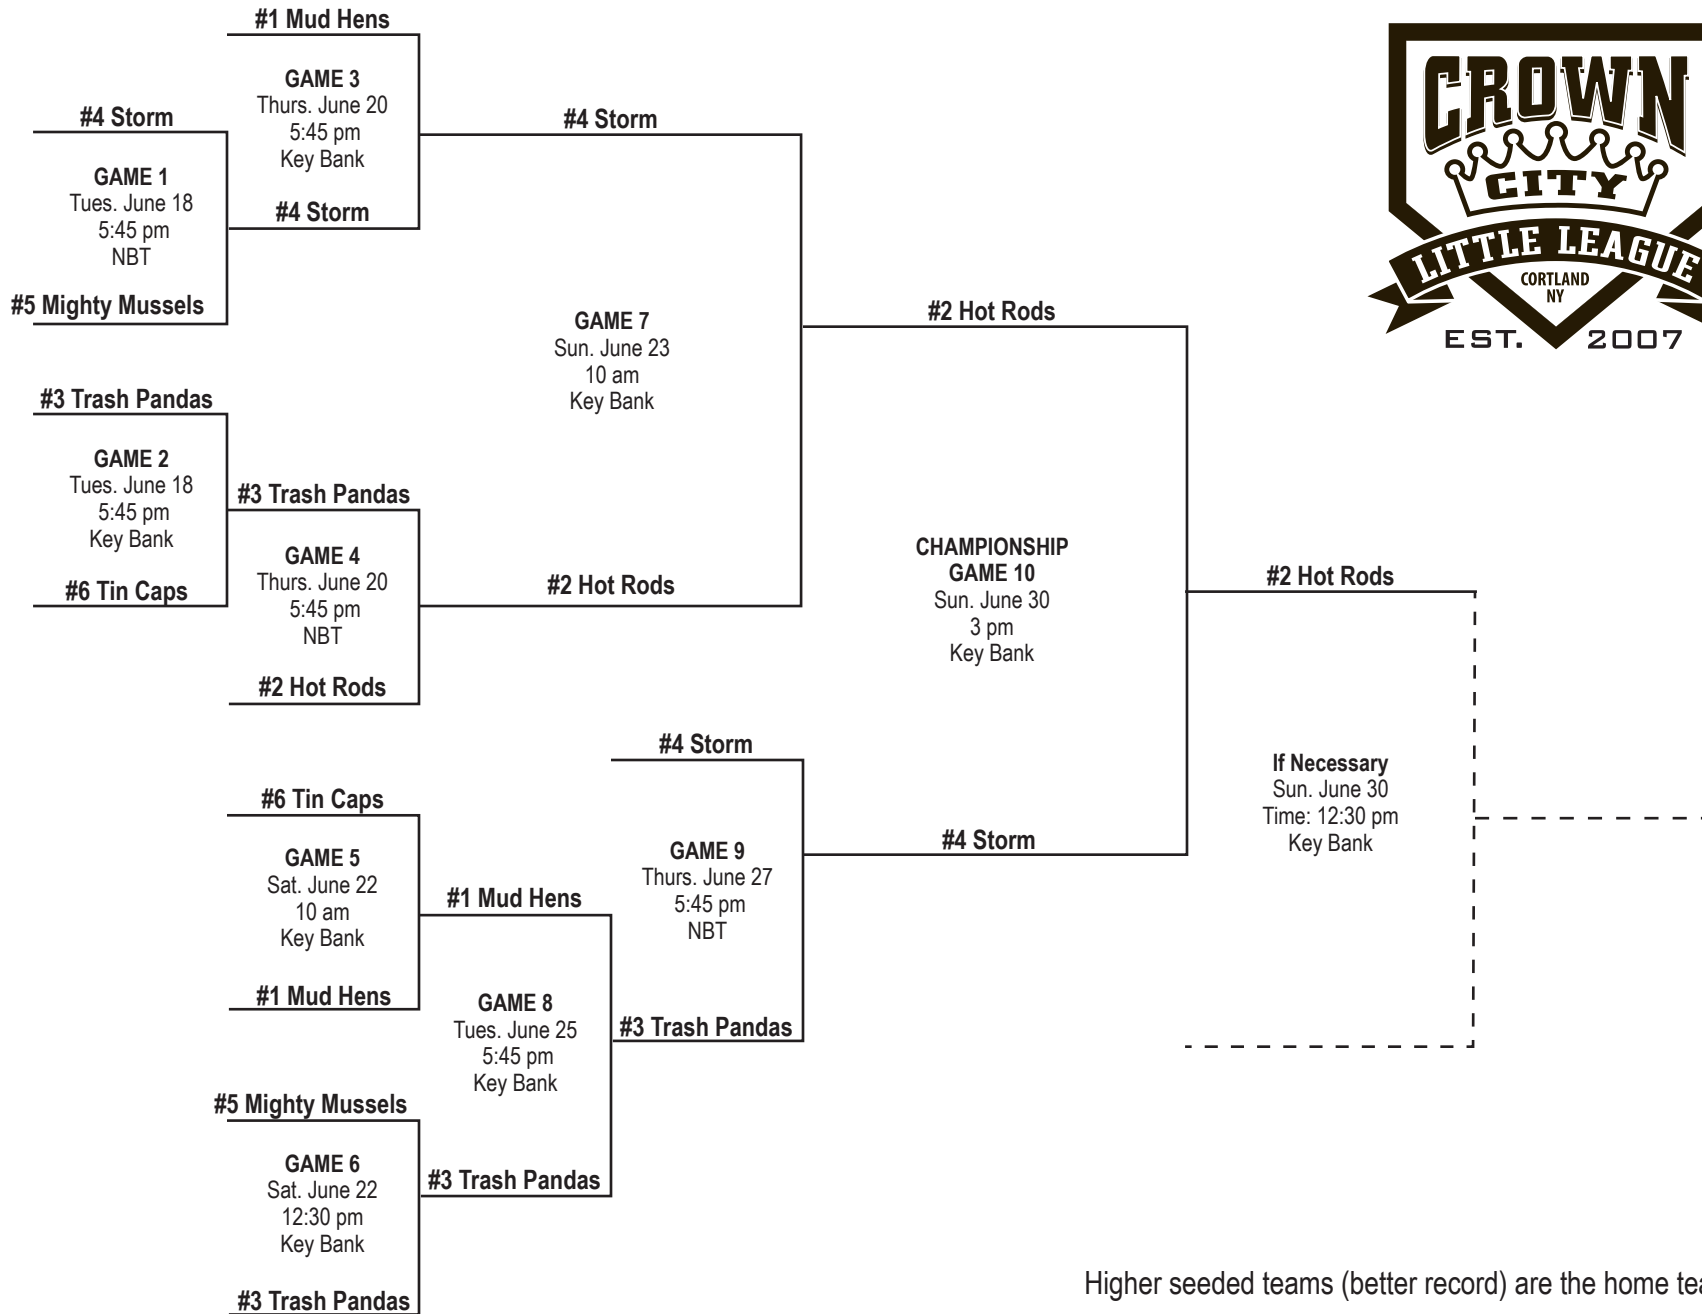 #1 Mud Hens
GAME 3
Thurs. June 20
5:45 pm
Key Bank
#4 Storm
#4 Storm
GAME 1
Tues. June 18
5:45 pm
NBT
#5 Mighty Mussels
#4 Storm
GAME 7
Sun. June 23
10 am
Key Bank
#3 Trash Pandas
GAME 2
Tues. June 18
5:45 pm
Key Bank
#6 Tin Caps
#3 Trash Pandas
GAME 4
Thurs. June 20
5:45 pm
NBT
#2 Hot Rods
#2 Hot Rods
#2 Hot Rods
CHAMPIONSHIP
GAME 10
Sun. June 30
3 pm
Key Bank
#2 Hot Rods
If Necessary
Sun. June 30
Time: 12:30 pm
Key Bank
#4 Storm
GAME 9
Thurs. June 27
5:45 pm
NBT
#4 Storm
#3 Trash Pandas
#6 Tin Caps
GAME 5
Sat. June 22
10 am
Key Bank
#1 Mud Hens
#1 Mud Hens
GAME 8
Tues. June 25
5:45 pm
Key Bank
#5 Mighty Mussels
GAME 6
Sat. June 22
12:30 pm
Key Bank
#3 Trash Pandas
#3 Trash Pandas
CROWN
CITY
LITTLE LEAGUE
CORTLAND
NY
EST. 2007
Higher seeded teams (better record) are the home